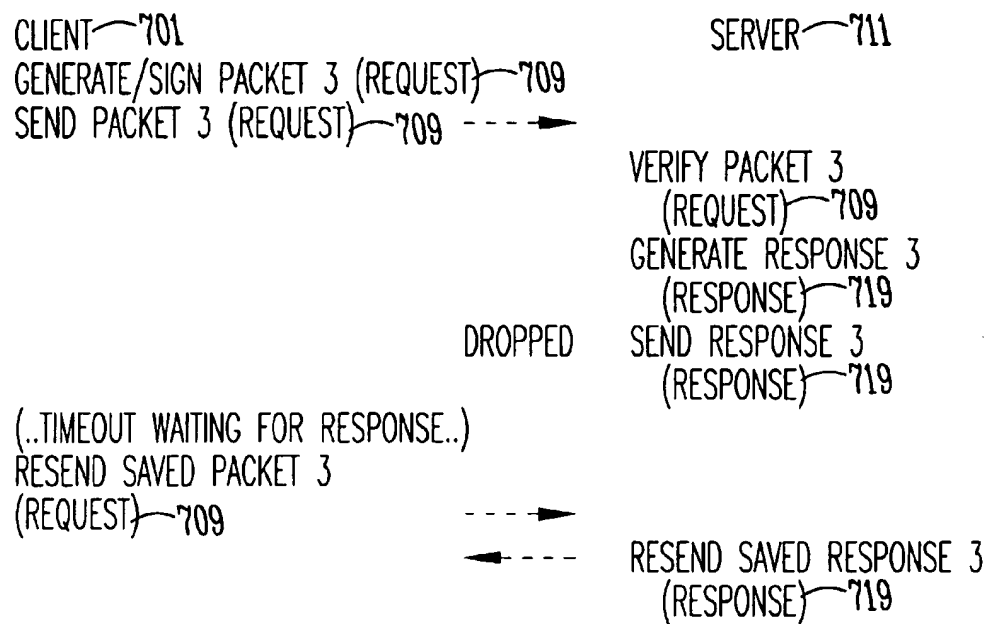 CLIENT 701
SERVER 711
GENERATE/SIGN PACKET 3 (REQUEST) 709
SEND PACKET 3 (REQUEST) 709
VERIFY PACKET 3
(REQUEST) 709
GENERATE RESPONSE 3
(RESPONSE) 719
DROPPED SEND RESPONSE 3
(RESPONSE) 719
(..TIMEOUT WAITING FOR RESPONSE..)
RESEND SAVED PACKET 3
(REQUEST) 709
RESEND SAVED RESPONSE 3
(RESPONSE) 719